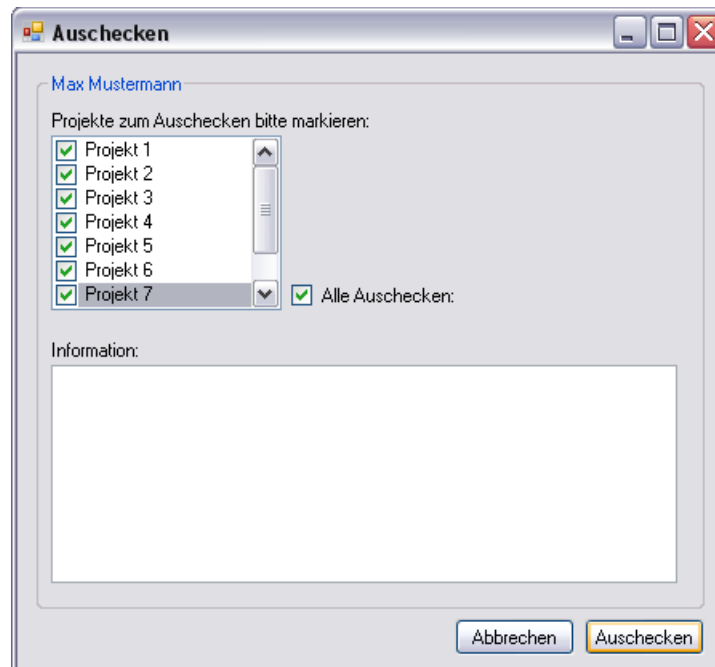 Auschecken
Max Mustermann
Projekte zum Auschecken bitte markieren:
Projekt 1
Projekt 2
Projekt 3
Projekt 4
Projekt 5
Projekt 6
Projekt 7
Alle Auschecken:
Information:
Abbrechen
Auschecken